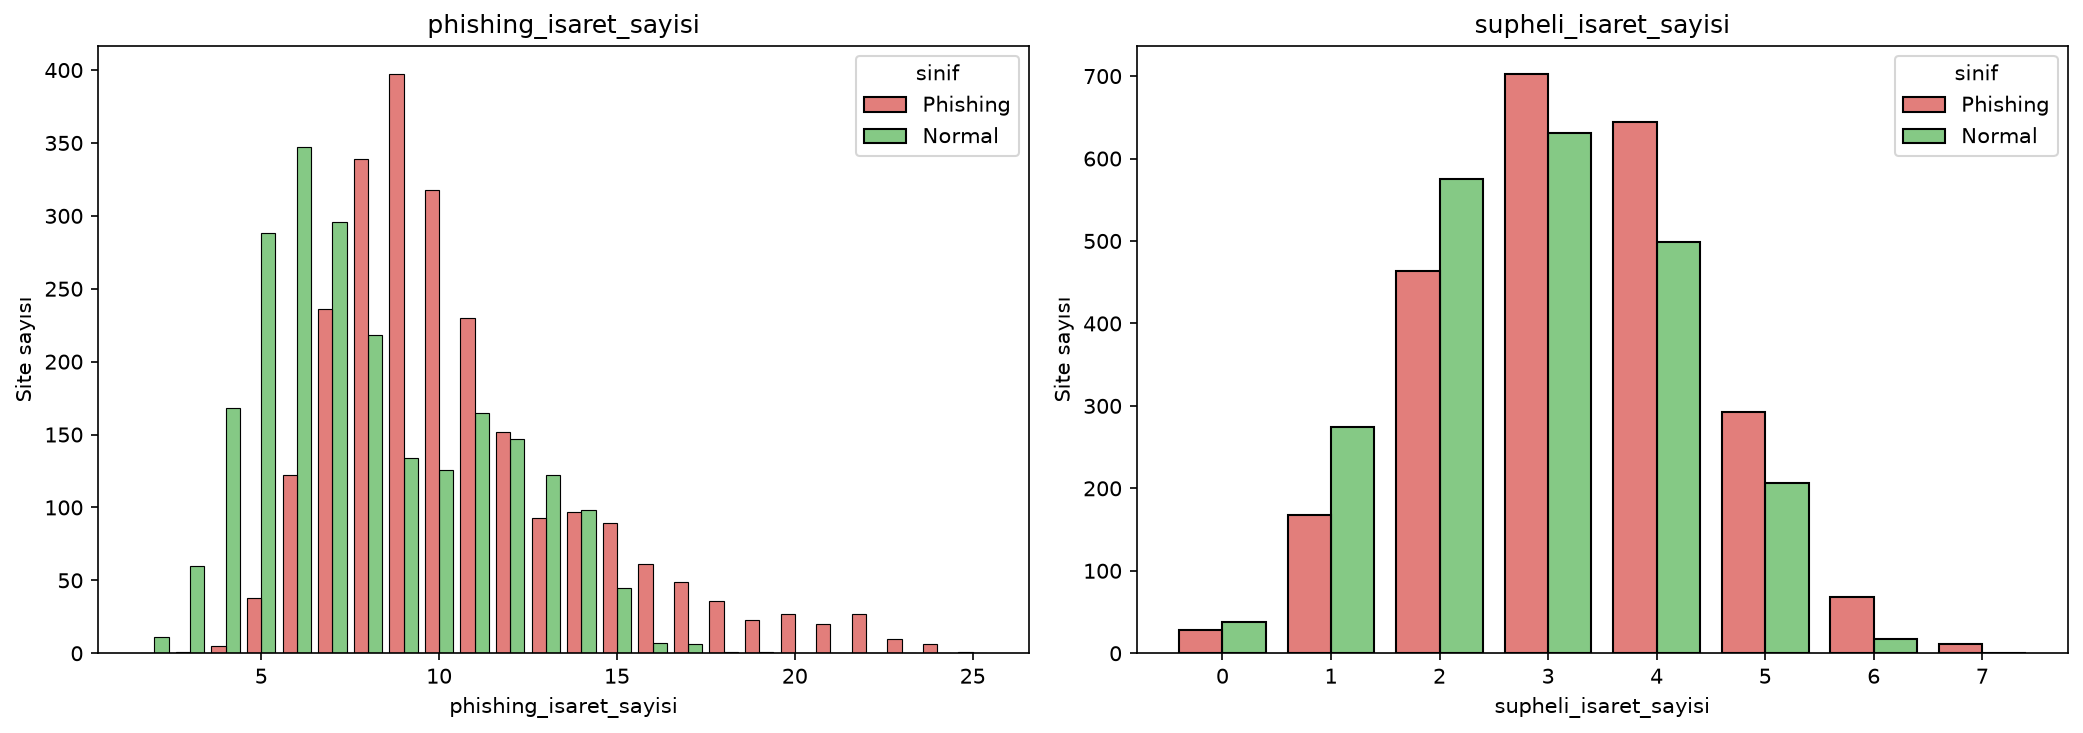 phishing_isaret_sayisi
Site sayısı
400
350
300
250
200
150
100
50
0
5
10
15
20
25
phishing_isaret_sayisi
sinif
Phishing
Normal
supheli_isaret_sayisi
Site sayısı
700
600
500
400
300
200
100
0
0
1
2
3
4
5
6
7
supheli_isaret_sayisi
sinif
Phishing
Normal